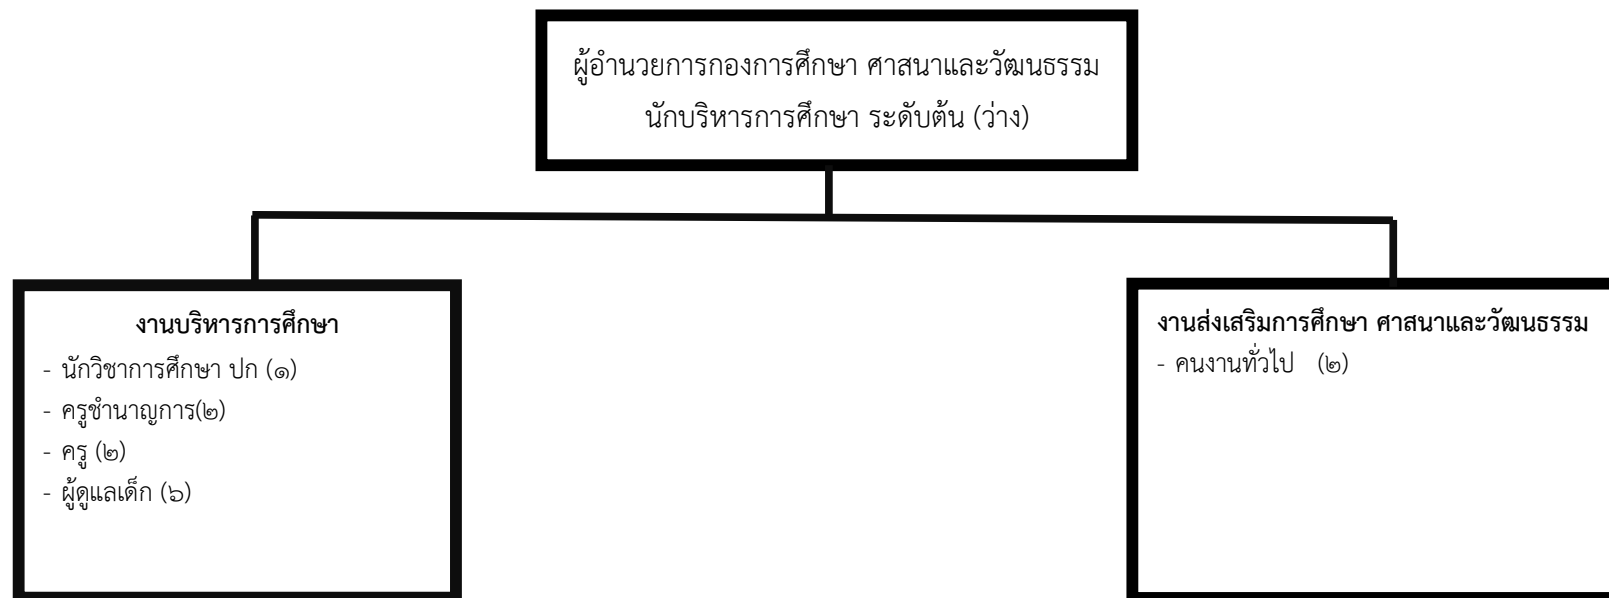 ผู้อำนวยการกองการศึกษา ศาสนาและวัฒนธรรม
นักบริหารการศึกษา ระดับต้น (ว่าง)
งานบริหารการศึกษา
- นักวิชาการศึกษา ปก (๑)
- ครูชำนาญการ(๒)
- ครู (๒)
- ผู้ดูแลเด็ก (๖)
งานส่งเสริมการศึกษา ศาสนาและวัฒนธรรม
- คนงานทั่วไป (๒)